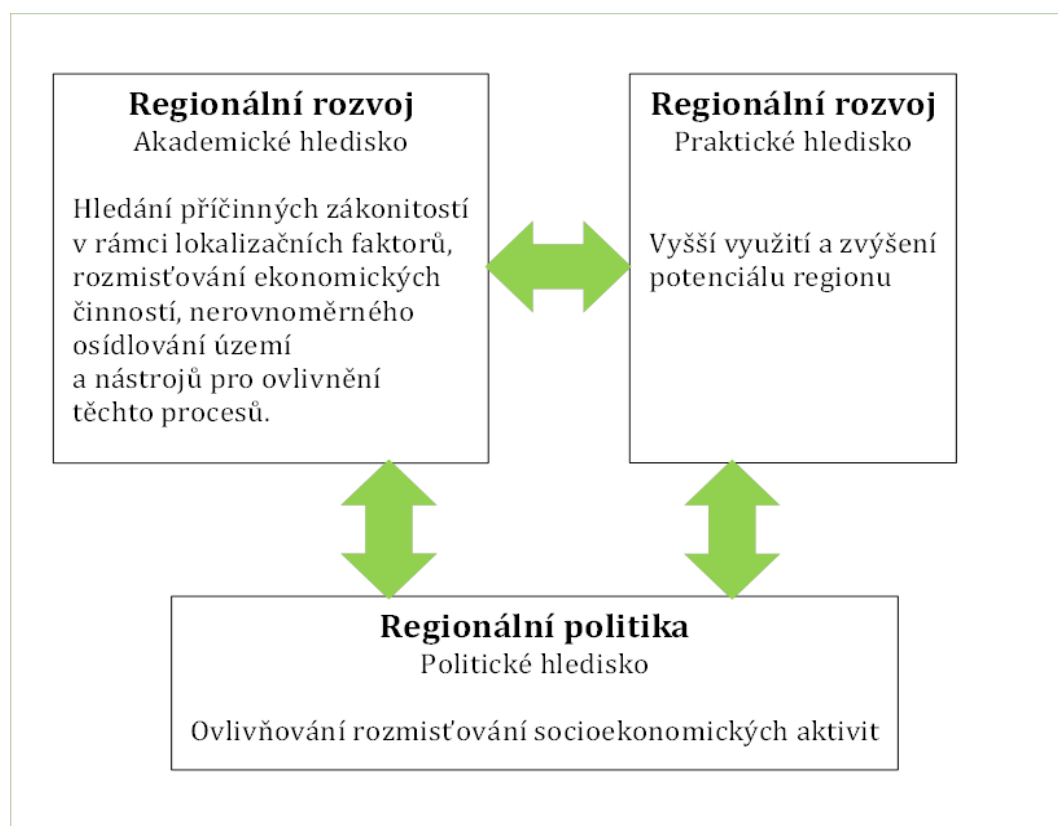 Regionální rozvoj
Akademické hledisko
Hledání příčinných zákonitostí
v rámci lokalizačních faktorů,
rozmisťování ekonomických
činností, nerovnoměrného
osídlování území
a nástrojů pro ovlivnění
těchto procesů.
Regionální rozvoj
Praktické hledisko
Vyšší využití a zvýšení
potenciálu regionu
Regionální politika
Politické hledisko
Ovlivňování rozmisťování socioekonomických aktivit